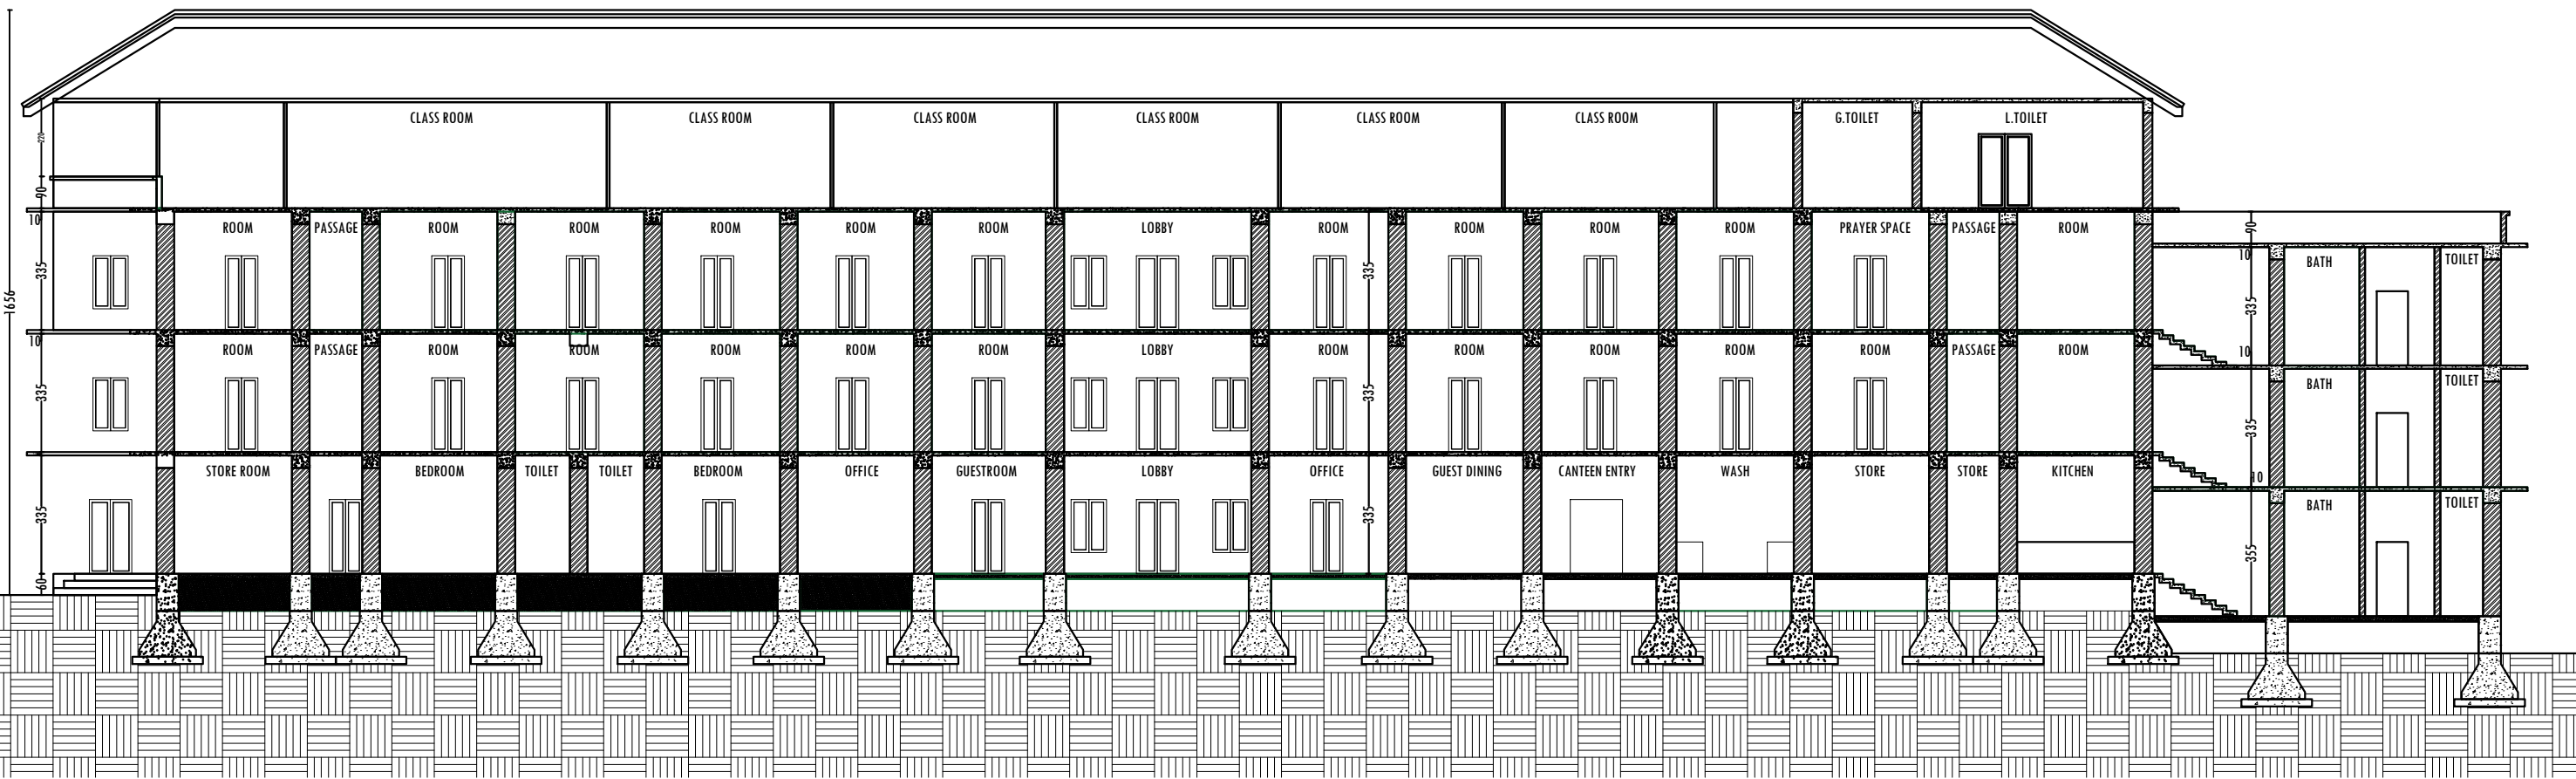 CLASS ROOM
CLASS ROOM
CLASS ROOM
CLASS ROOM
CLASS ROOM
CLASS ROOM
G.TOILET
L.TOILET
220
90
10
ROOM
PASSAGE
ROOM
ROOM
ROOM
ROOM
ROOM
LOBBY
ROOM
ROOM
ROOM
ROOM
PRAYER SPACE
PASSAGE
ROOM
90
10
BATH
TOILET
335
335
335
1656
10
ROOM
PASSAGE
ROOM
ROOM
ROOM
ROOM
ROOM
LOBBY
ROOM
ROOM
ROOM
ROOM
ROOM
PASSAGE
ROOM
10
BATH
TOILET
335
335
335
STORE ROOM
BEDROOM
TOILET
TOILET
BEDROOM
OFFICE
GUESTROOM
LOBBY
OFFICE
GUEST DINING
CANTEEN ENTRY
WASH
STORE
STORE
KITCHEN
10
BATH
TOILET
335
335
355
60